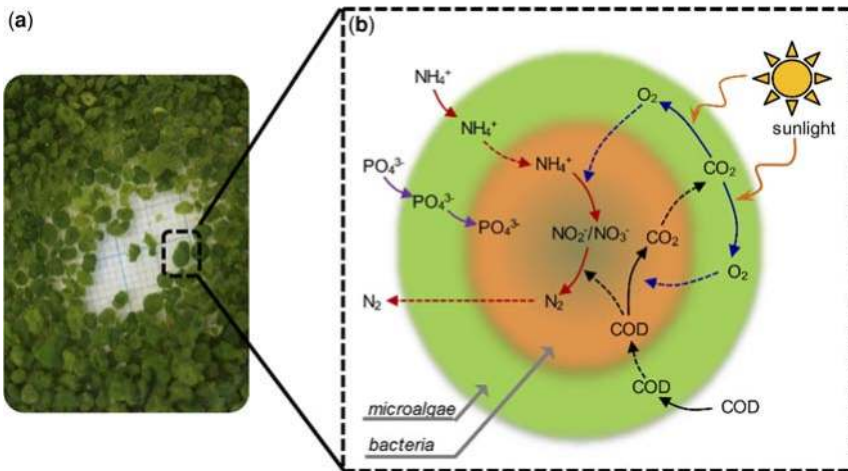 (a)
(b)
NH₄⁺
NH₄⁺
NH₄⁺
PO₄³⁻
PO₄³⁻
PO₄³⁻
O₂
sunlight
CO₂
CO₂
NO₂⁻/NO₃⁻
O₂
N₂
N₂
COD
COD
COD
microalgae
bacteria